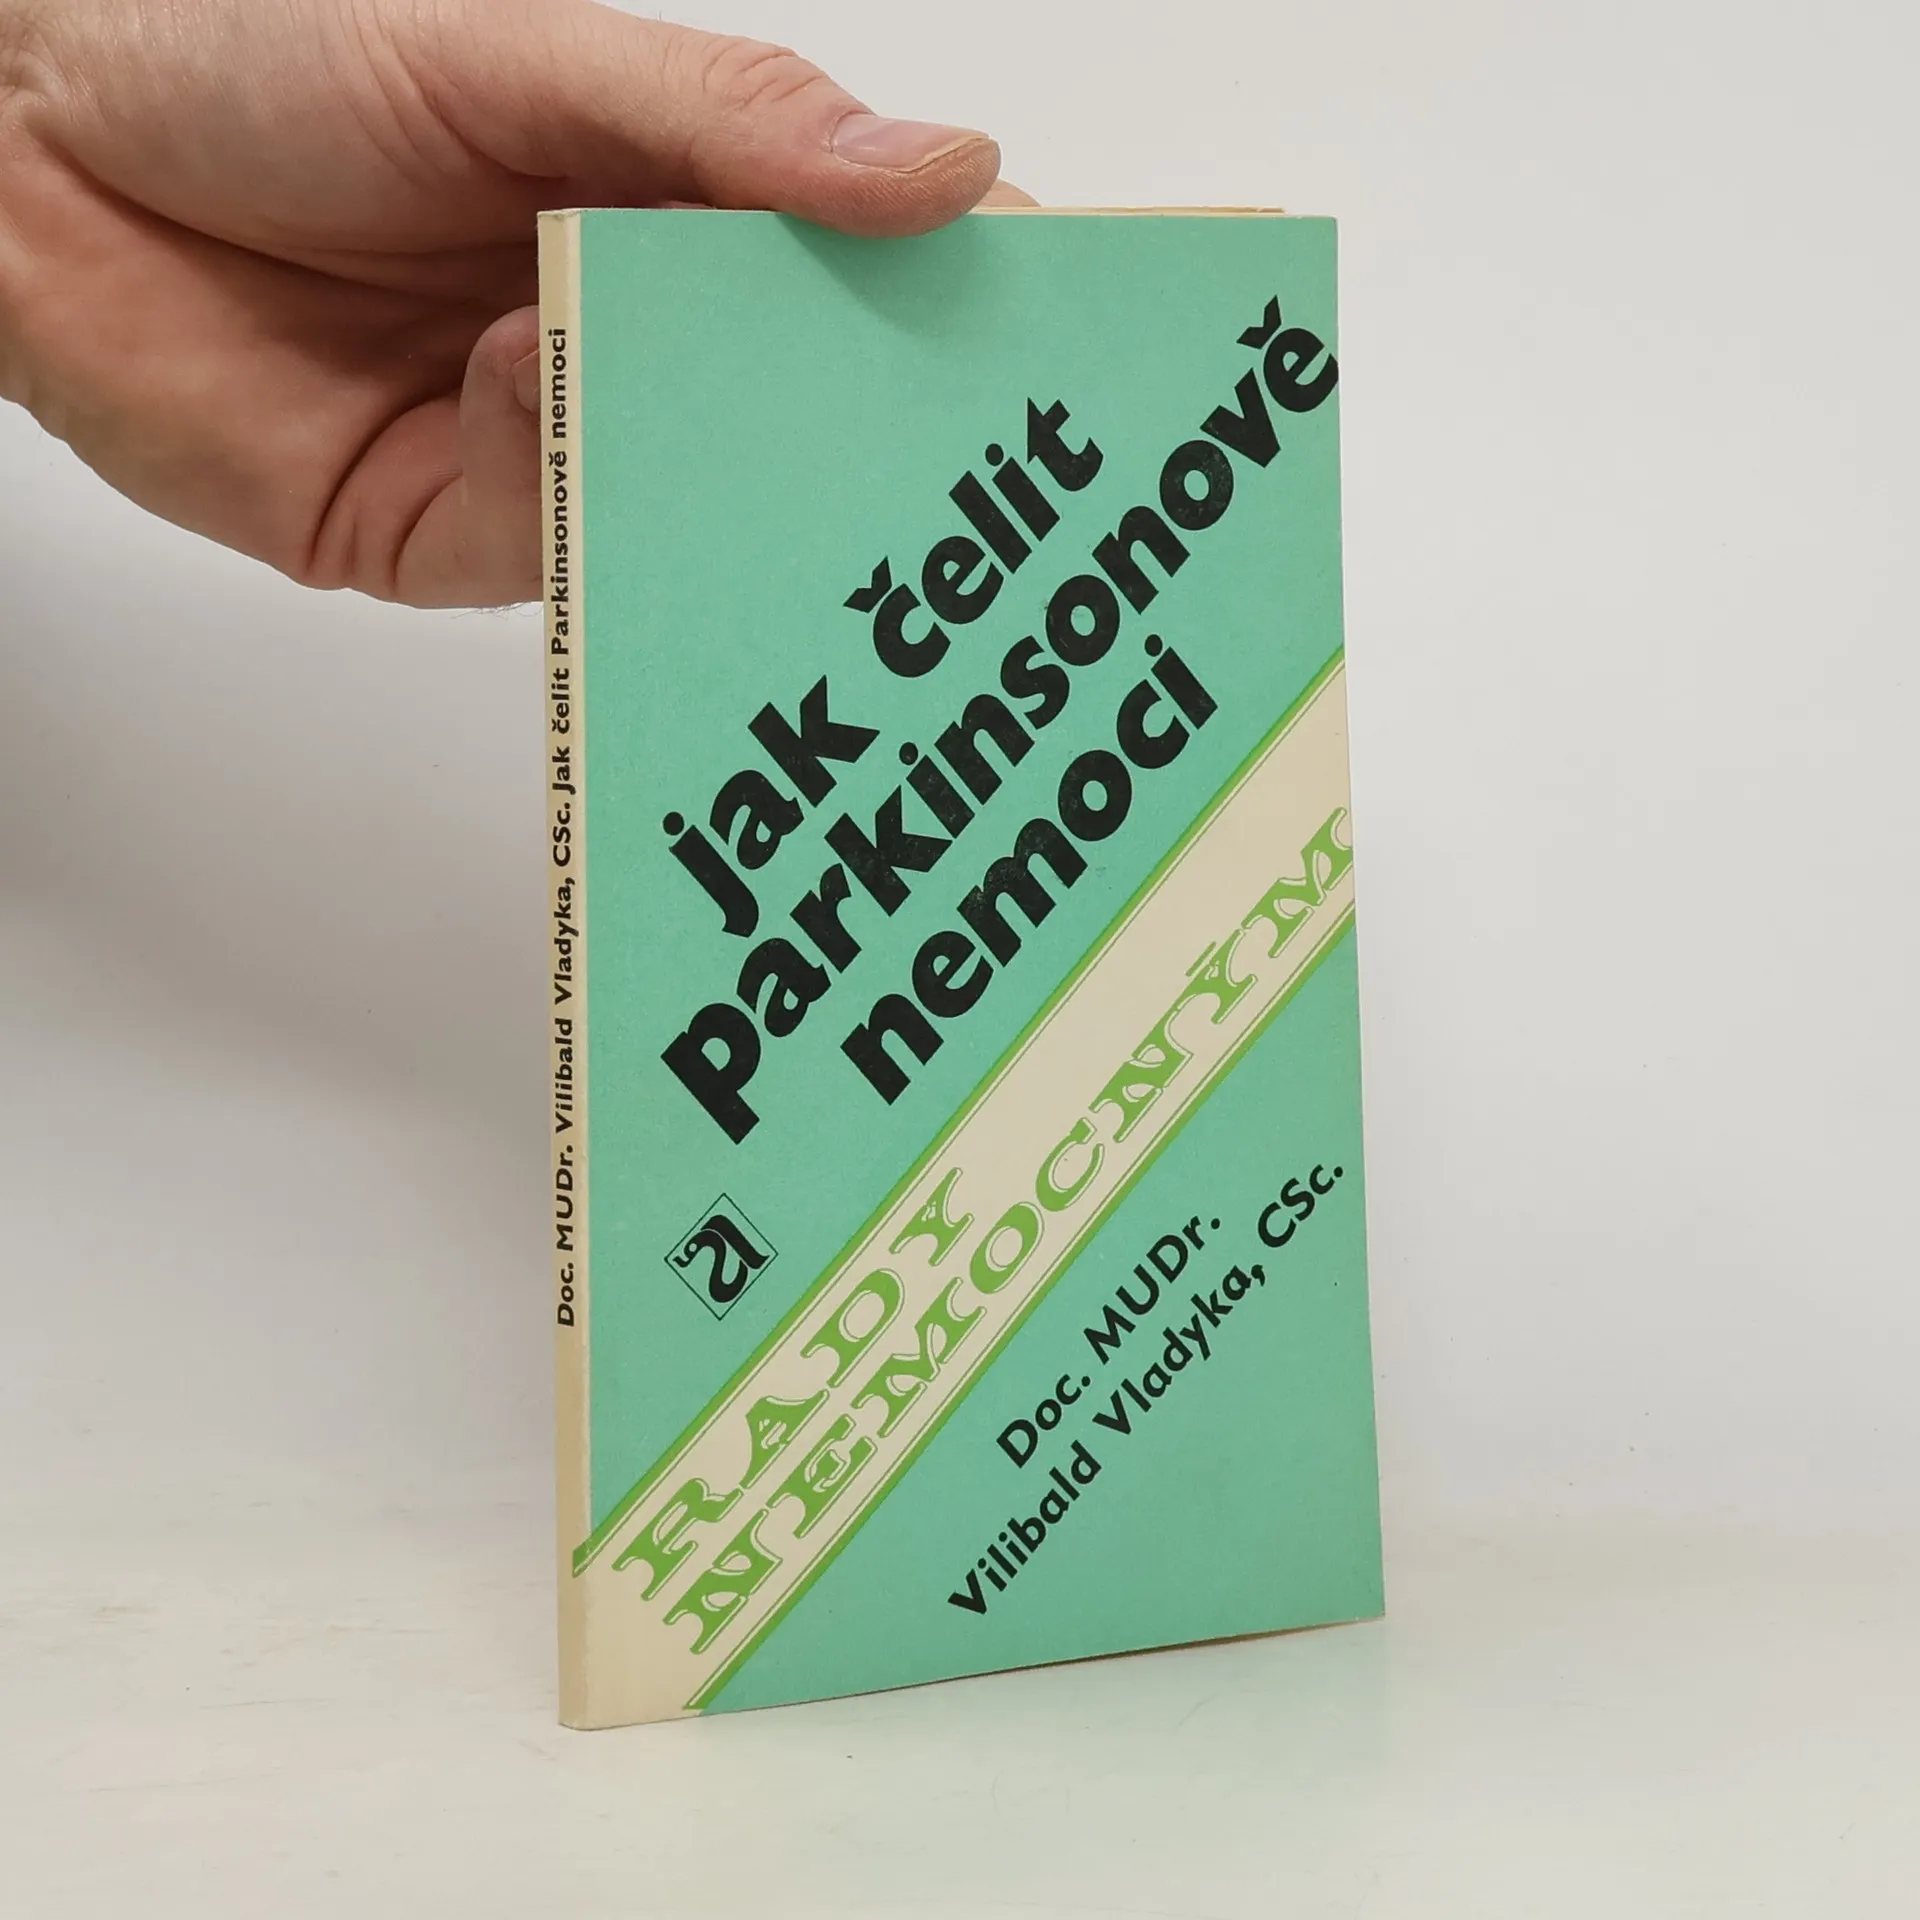 Doc. MUDr. Vilibald Vladyka, CSc. Jak čelit Parkinsonově nemoci
jak čelit
parkinsonově
nemoci
RADY
NEMOCNÝM
Doc. MUDr.
Vilibald Vladyka, CSc.